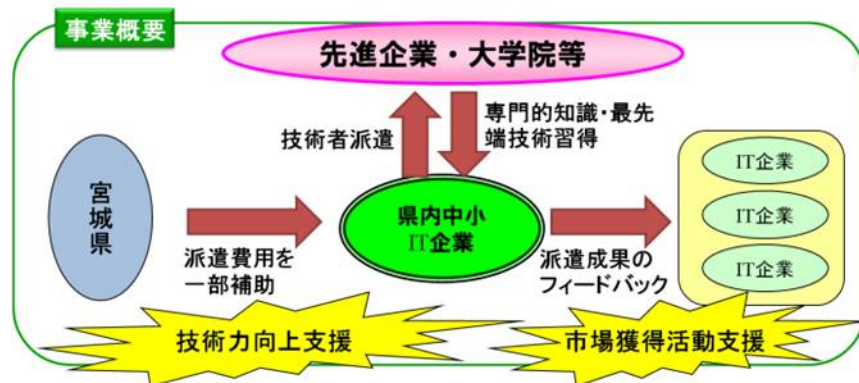 事業概要
先進企業・大学院等
技術者派遣
専門的知識・最先
端技術習得
宮城県
派遣費用を
一部補助
県内中小
IT企業
派遣成果の
フィードバック
IT企業
IT企業
IT企業
技術力向上支援
市場獲得活動支援